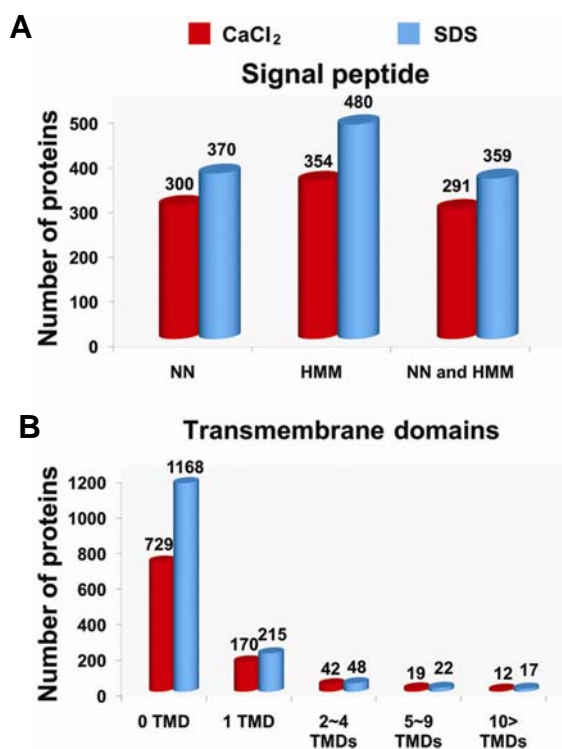 A
CaCl₂ SDS
Signal peptide
Number of proteins
500
400
300
200
100
0
300 370
354 480
291 359
NN HMM NN and HMM
B
Transmembrane domains
Number of proteins
1200
1000
800
600
400
200
0
729 1168
170 215
42 48
19 22
12 17
0 TMD 1 TMD 2~4 5~9 10>
TMDs TMDs TMDs